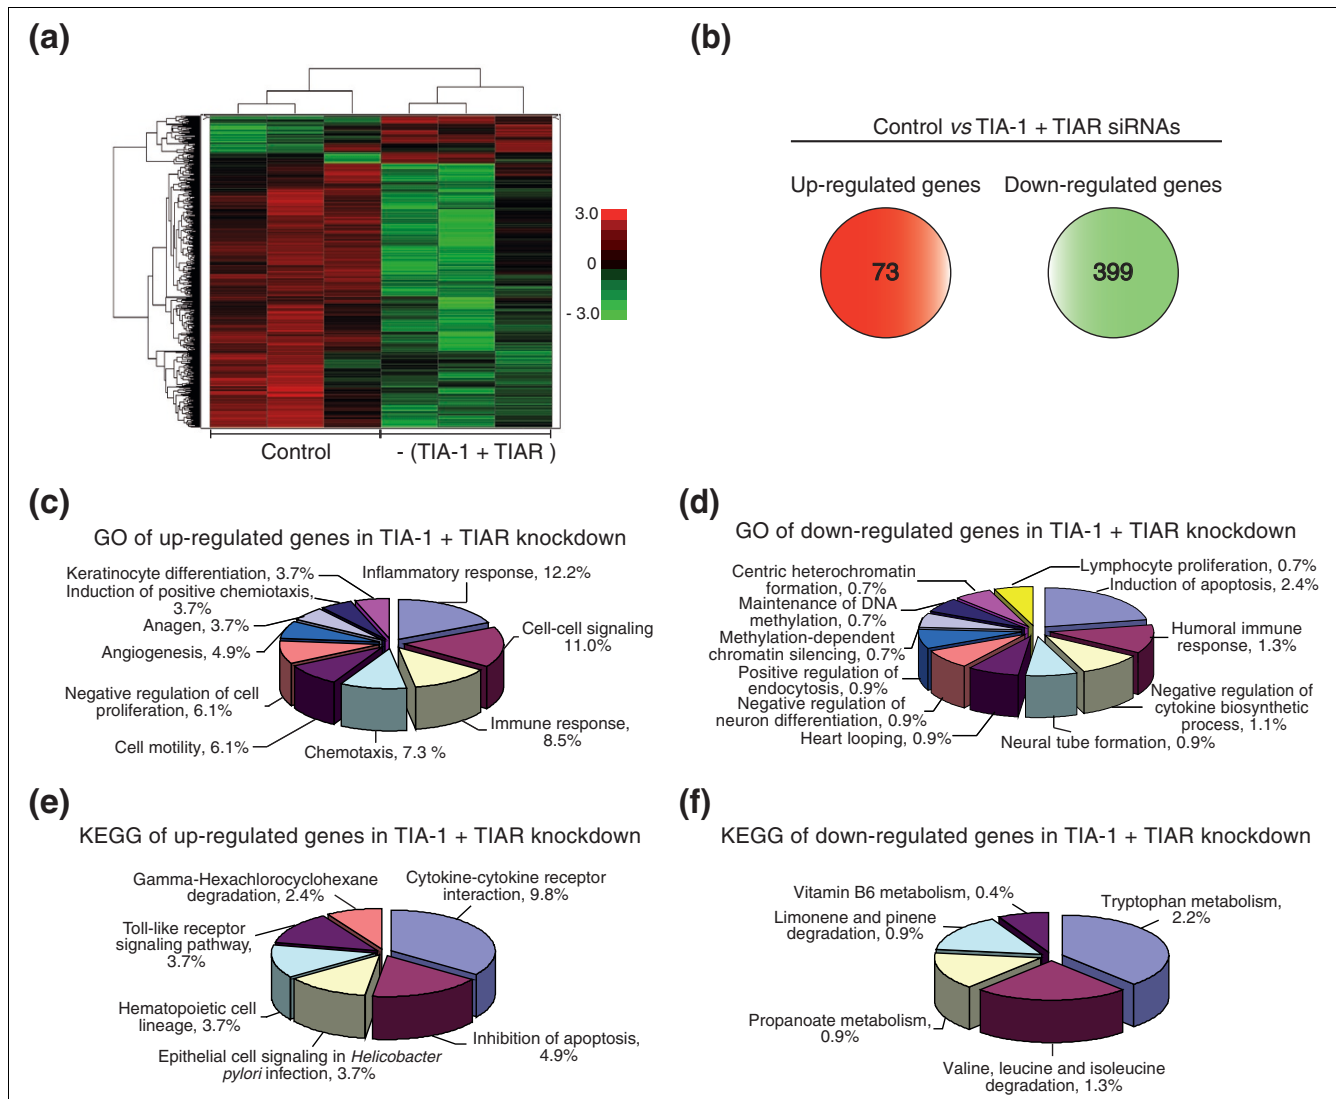 (a)
3.0
0
- 3.0
Control
- (TIA-1 + TIAR )
(b)
Control vs TIA-1 + TIAR siRNAs
Up-regulated genes
Down-regulated genes
73
399
(c)
GO of up-regulated genes in TIA-1 + TIAR knockdown
Keratinocyte differentiation, 3.7%
Induction of positive chemiotaxis,
3.7%
Anagen, 3.7%
Angiogenesis, 4.9%
Negative regulation of cell
proliferation, 6.1%
Cell motility, 6.1%
Chemotaxis, 7.3 %
Inflammatory response, 12.2%
Cell-cell signaling
11.0%
Immune response,
8.5%
(d)
GO of down-regulated genes in TIA-1 + TIAR knockdown
Centric heterochromatin
formation, 0.7%
Maintenance of DNA
methylation, 0.7%
Methylation-dependent
chromatin silencing, 0.7%
Positive regulation of
endocytosis, 0.9%
Negative regulation of
neuron differentiation, 0.9%
Heart looping, 0.9%
Neural tube formation, 0.9%
Lymphocyte proliferation, 0.7%
Induction of apoptosis, 2.4%
Humoral immune
response, 1.3%
Negative regulation of
cytokine biosynthetic
process, 1.1%
(e)
KEGG of up-regulated genes in TIA-1 + TIAR knockdown
Gamma-Hexachlorocyclohexane
degradation, 2.4%
Toll-like receptor
signaling pathway,
3.7%
Hematopoietic cell
lineage, 3.7%
Epithelial cell signaling in Helicobacter
pylori infection, 3.7%
Cytokine-cytokine receptor
interaction, 9.8%
Inhibition of apoptosis,
4.9%
(f)
KEGG of down-regulated genes in TIA-1 + TIAR knockdown
Vitamin B6 metabolism, 0.4%
Limonene and pinene
degradation, 0.9%
Propanoate metabolism,
0.9%
Tryptophan metabolism,
2.2%
Valine, leucine and isoleucine
degradation, 1.3%